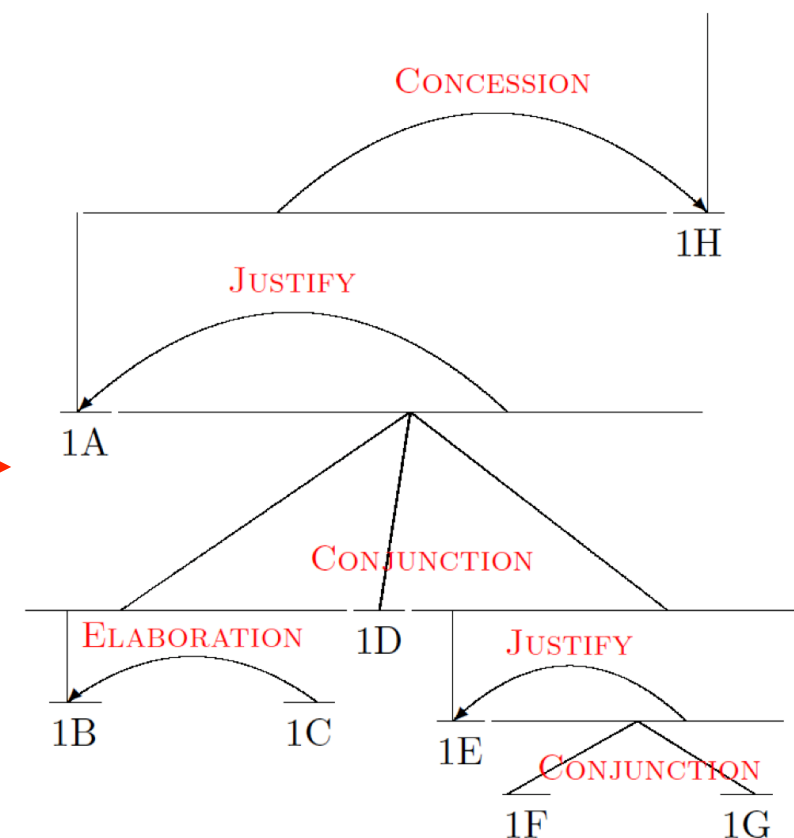 CONCESSION
1H
JUSTIFY
1A
CONJUNCTION
ELABORATION
1D
JUSTIFY
1B
1C
1E
CONJUNCTION
1F
1G